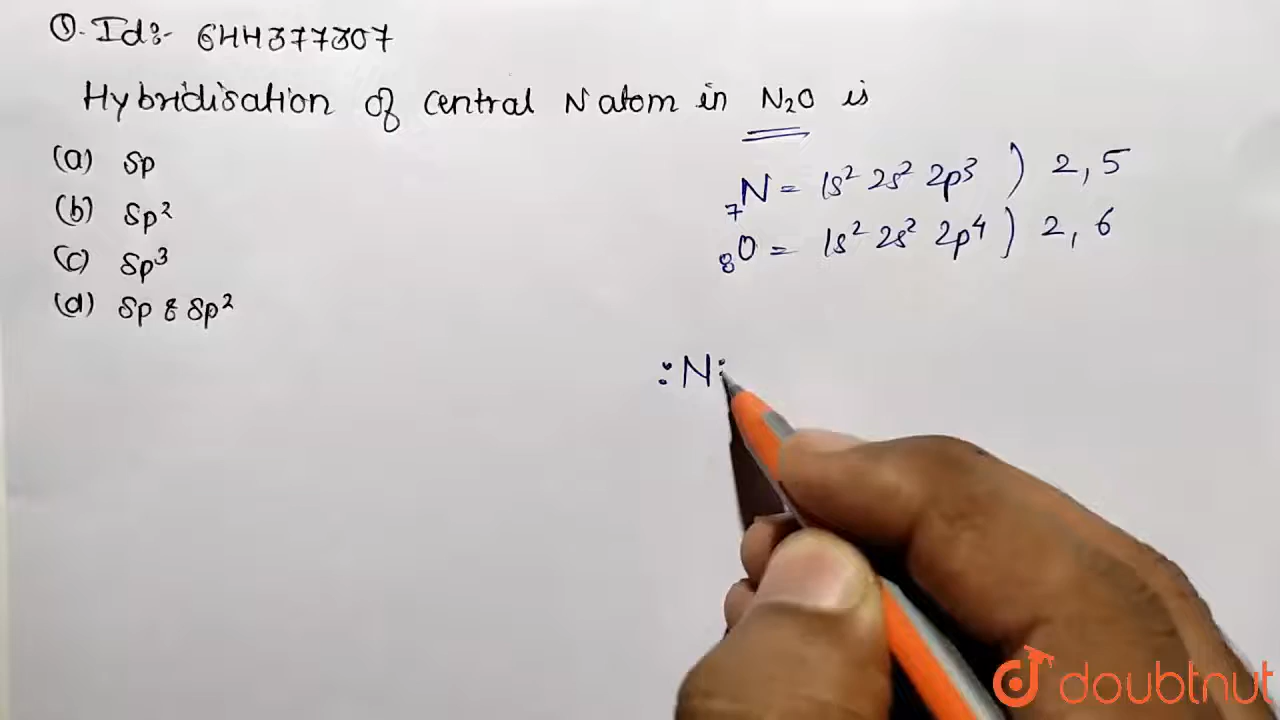 Q. Id:- 644377307
Hybridisation of central N atom in N₂O is
(a) sp
(b) sp²
(c) sp³
(d) sp & sp²
₇N = 1s² 2s² 2p³ ) 2, 5
₈O = 1s² 2s² 2p⁴ ) 2, 6
:N:
doubtnut